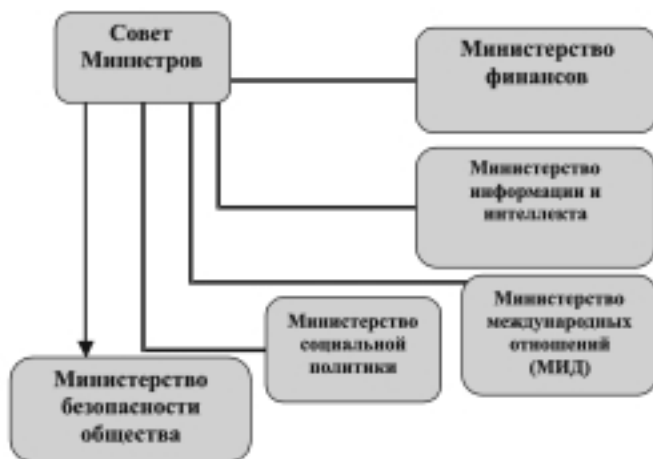 Совет
Министров
Министерство
финансов
Министерство
информации и
интеллекта
Министерство
международных
отношений
(МИД)
Министерство
социальной
политики
Министерство
безопасности
общества